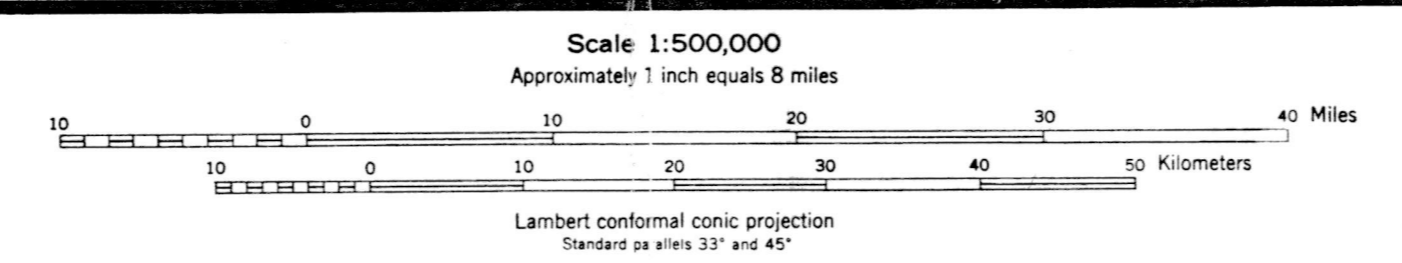 Scale 1:500,000
Approximately 1 inch equals 8 miles
10 0 10 20 30 40 Miles
10 0 10 20 30 40 50 Kilometers
Lambert conformal conic projection
Standard pa allels 33° and 45°